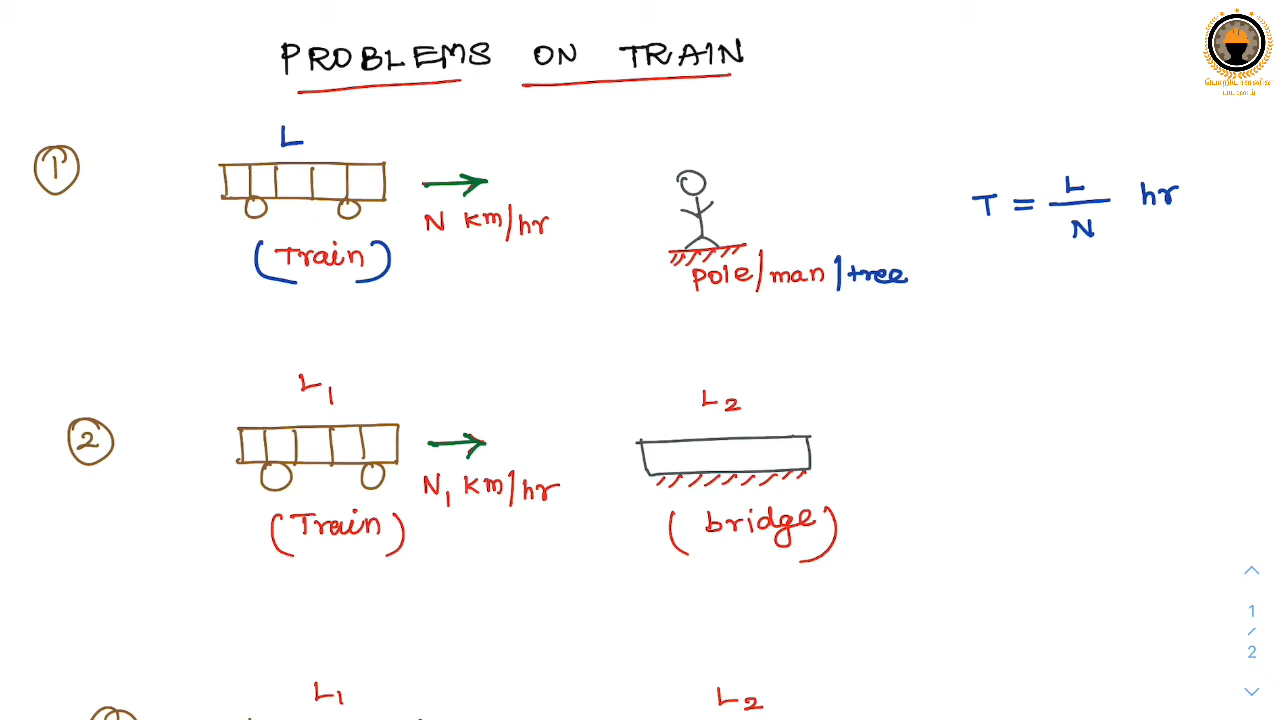 PROBLEMS ON TRAIN
1
L
N km/hr
(Train)
pole/man/tree
T = L/N hr
2
L1
N1 km/hr
(Train)
L2
(bridge)
L1
L2
1
/
2